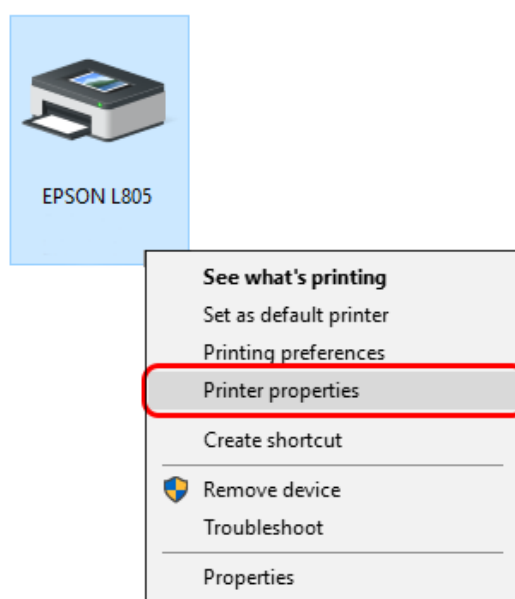 EPSON L805
See what's printing
Set as default printer
Printing preferences
Printer properties
Create shortcut
Remove device
Troubleshoot
Properties